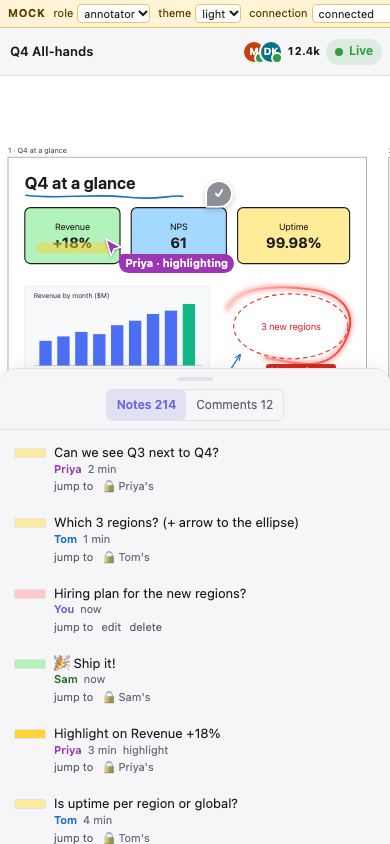 MOCK role annotator theme light connection connected
Q4 All-hands
DK 12.4k Live
1 · Q4 at a glance
Q4 at a glance
Revenue
+18%
NPS
61
Uptime
99.98%
Priya · highlighting
Revenue by month ($M)
3 new regions
Notes 214 Comments 12
Can we see Q3 next to Q4?
Priya 2 min
jump to 🔒 Priya's
Which 3 regions? (+ arrow to the ellipse)
Tom 1 min
jump to 🔒 Tom's
Hiring plan for the new regions?
You now
jump to edit delete
🎉 Ship it!
Sam now
jump to 🔒 Sam's
Highlight on Revenue +18%
Priya 3 min highlight
jump to 🔒 Priya's
Is uptime per region or global?
Tom 4 min
jump to 🔒 Tom's